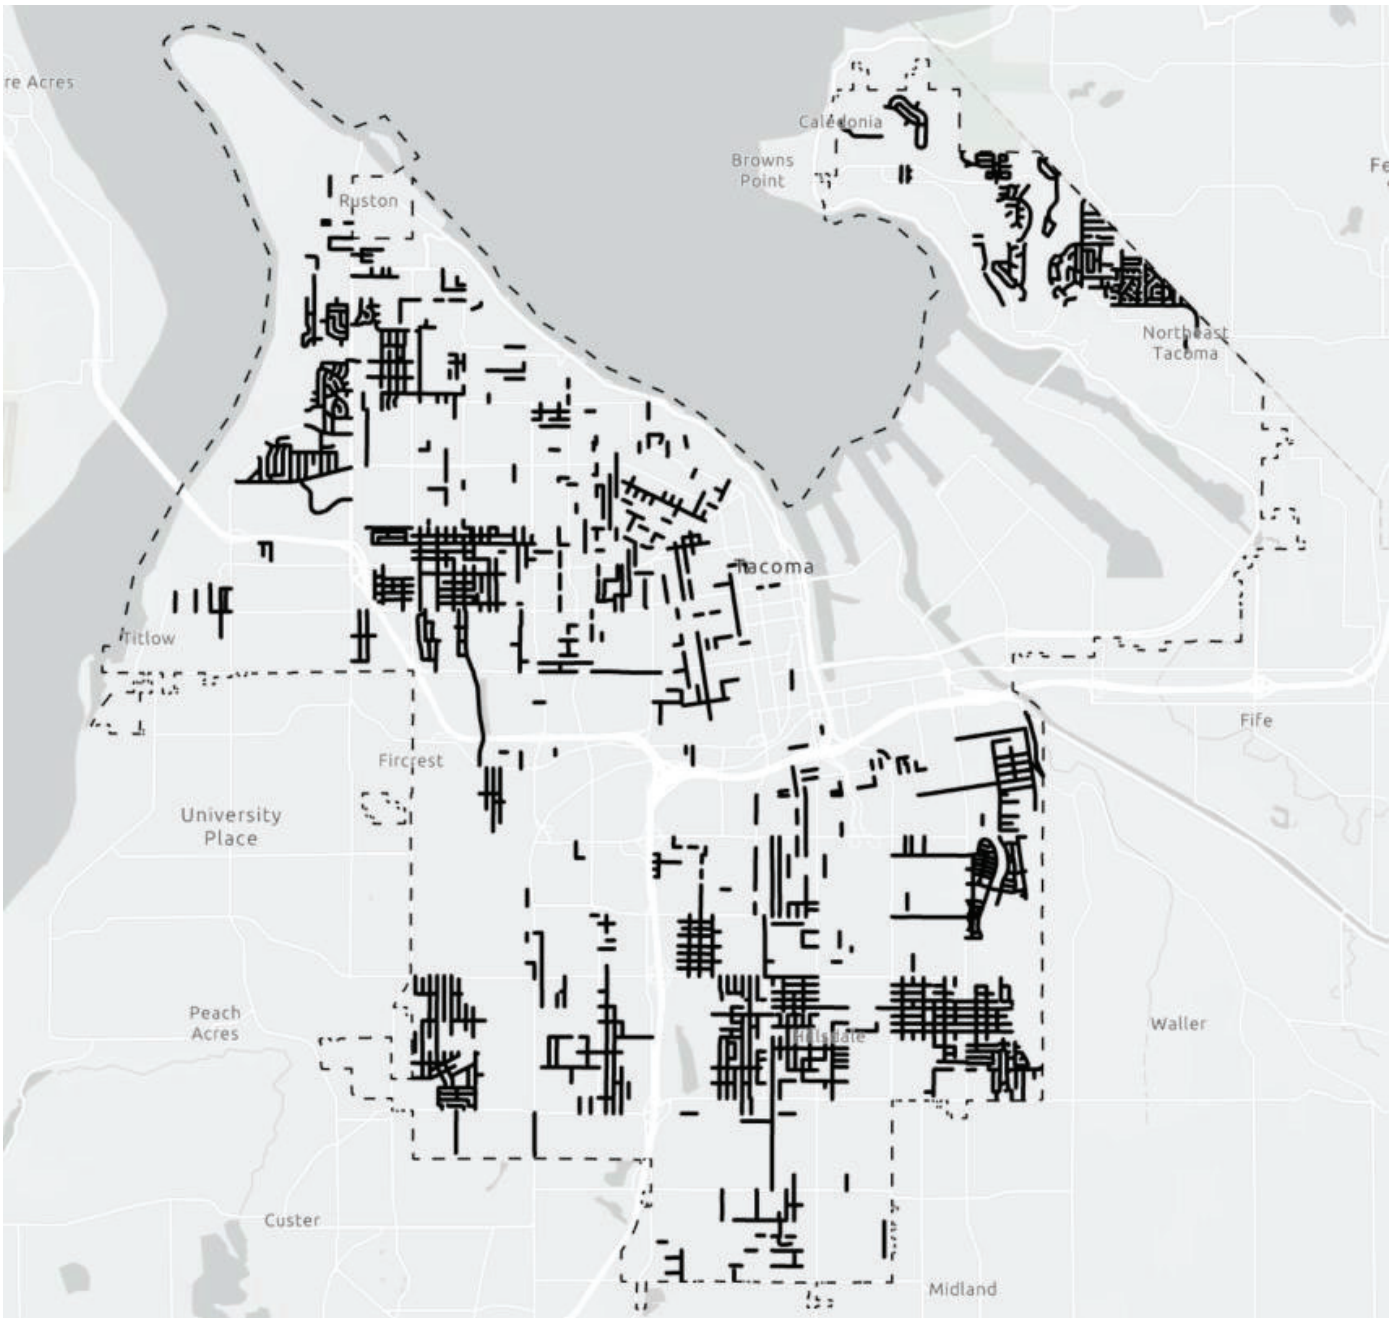 re Acres
Caledonia
Browns
Point
Fe
Ruston
Northeast
Tacoma
Tacoma
Titlow
Fife
Fircrest
University
Place
Peach
Acres
Hillsdale
Waller
Custer
Midland